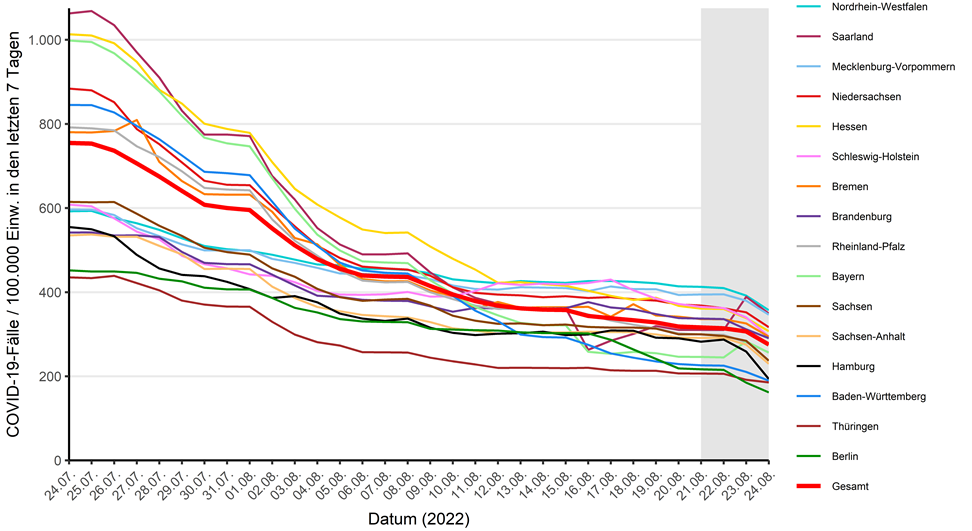 COVID-19-Fälle / 100.000 Einw. in den letzten 7 Tagen
1.000
800
600
400
200
0
24.07.
25.07.
26.07.
27.07.
28.07.
29.07.
30.07.
31.07.
01.08.
02.08.
03.08.
04.08.
05.08.
06.08.
07.08.
08.08.
09.08.
10.08.
11.08.
12.08.
13.08.
14.08.
15.08.
16.08.
17.08.
18.08.
19.08.
20.08.
21.08.
22.08.
23.08.
24.08.
Datum (2022)
Nordrhein-Westfalen
Saarland
Mecklenburg-Vorpommern
Niedersachsen
Hessen
Schleswig-Holstein
Bremen
Brandenburg
Rheinland-Pfalz
Bayern
Sachsen
Sachsen-Anhalt
Hamburg
Baden-Württemberg
Thüringen
Berlin
Gesamt